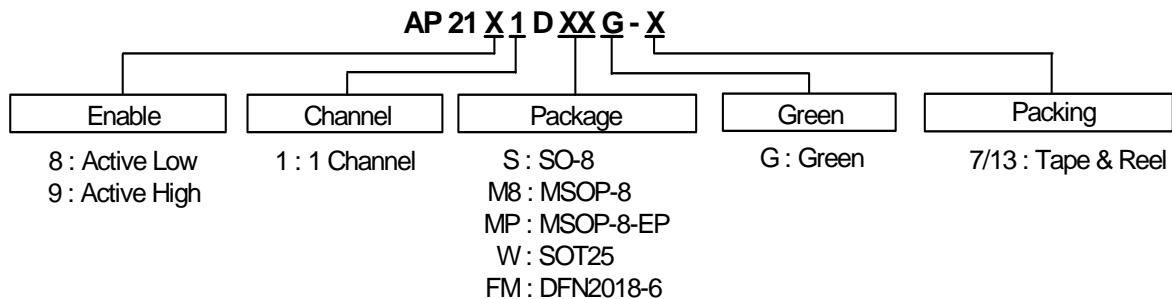 AP 21 X 1 D XX G - X
Enable Channel Package Green Packing
8 : Active Low 1 : 1 Channel S : SO-8 G : Green 7/13 : Tape & Reel
9 : Active High M8 : MSOP-8
MP : MSOP-8-EP
W : SOT25
FM : DFN2018-6